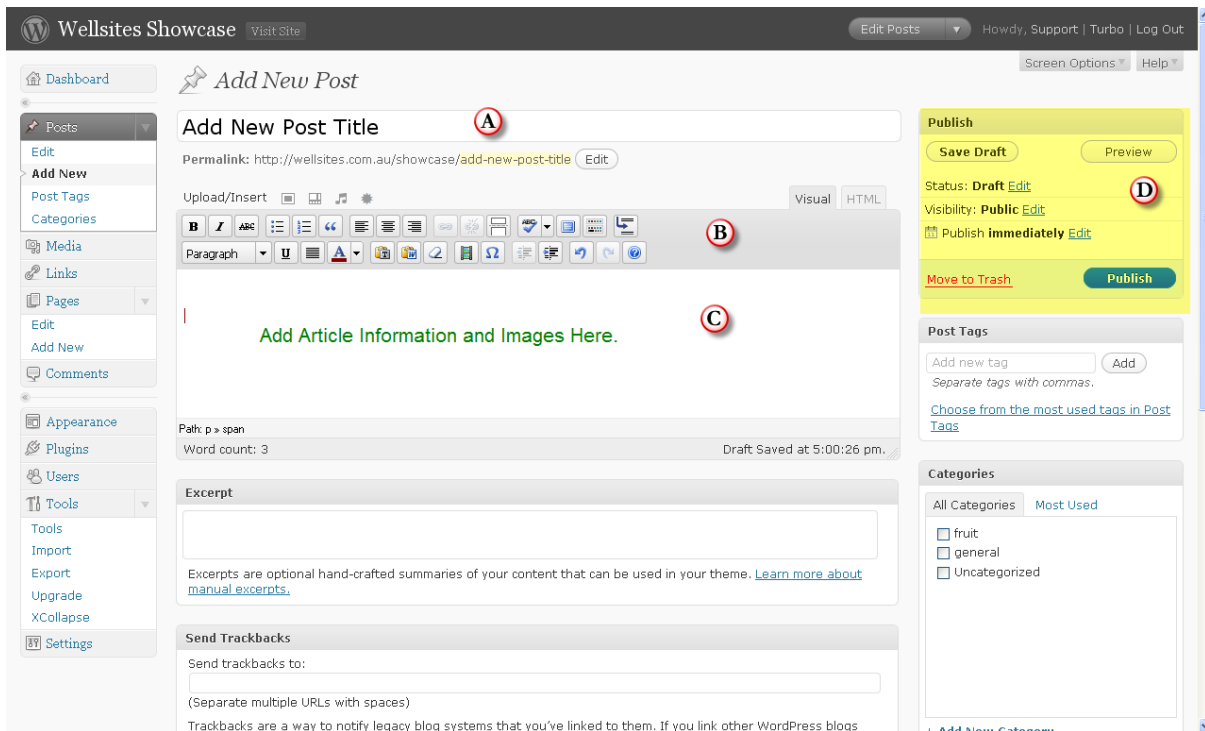 Wellsites Showcase Visit Site Edit Posts Howdy, Support | Turbo | Log Out
Screen Options Help
Dashboard
Posts
Edit
Add New
Post Tags
Categories
Media
Links
Pages
Edit
Add New
Comments
Appearance
Plugins
Users
Tools
Tools
Import
Export
Upgrade
XCollapse
Settings
Add New Post
Add New Post Title A
Permalink: http://wellsites.com.au/showcase/add-new-post-title Edit
Upload/Insert Visual HTML
B I ABC B
Paragraph U A Ω
C
Add Article Information and Images Here.
Path: p » span
Word count: 3 Draft Saved at 5:00:26 pm.
Excerpt
Excerpts are optional hand-crafted summaries of your content that can be used in your theme. Learn more about
manual excerpts.
Send Trackbacks
Send trackbacks to:
(Separate multiple URLs with spaces)
Trackbacks are a way to notify legacy blog systems that you've linked to them. If you link other WordPress blogs
Publish
Save Draft Preview
Status: Draft Edit D
Visibility: Public Edit
Publish immediately Edit
Move to Trash Publish
Post Tags
Add new tag Add
Separate tags with commas.
Choose from the most used tags in Post
Tags
Categories
All Categories Most Used
fruit
general
Uncategorized
+ Add New Category